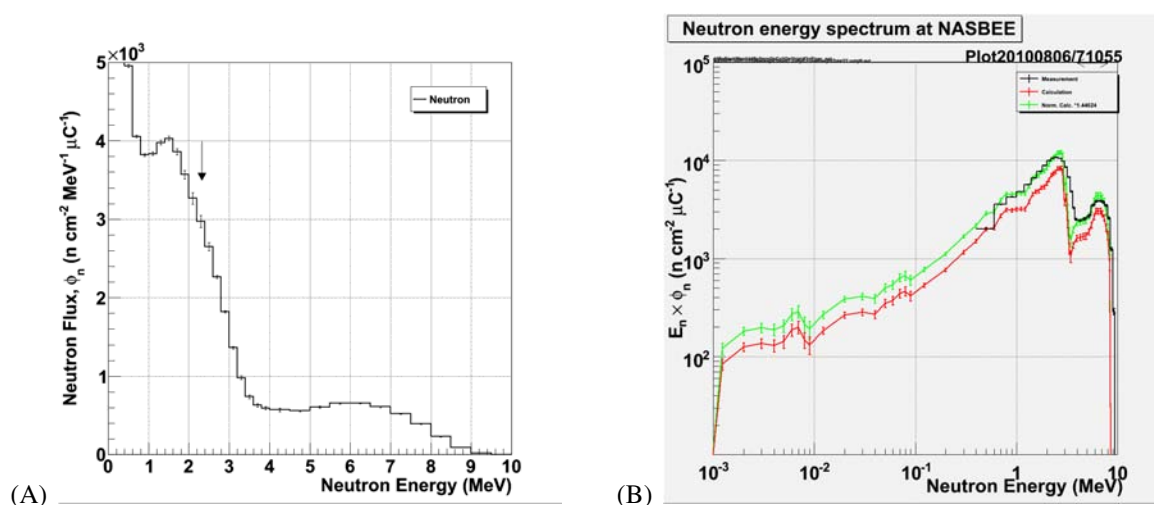 5×10³
Neutron Flux, ϕn (n cm⁻² MeV⁻¹ μC⁻¹)
4
3
2
1
0
Neutron
0 1 2 3 4 5 6 7 8 9 10
Neutron Energy (MeV)
(A)
Neutron energy spectrum at NASBEE
Plot20100806/71055
Measurement
Calculation
Norm. Calc. *1.44624
En × ϕn (n cm⁻² μC⁻¹)
10⁵
10⁴
10³
10²
10⁻³ 10⁻² 10⁻¹ 1 10
Neutron Energy (MeV)
(B)